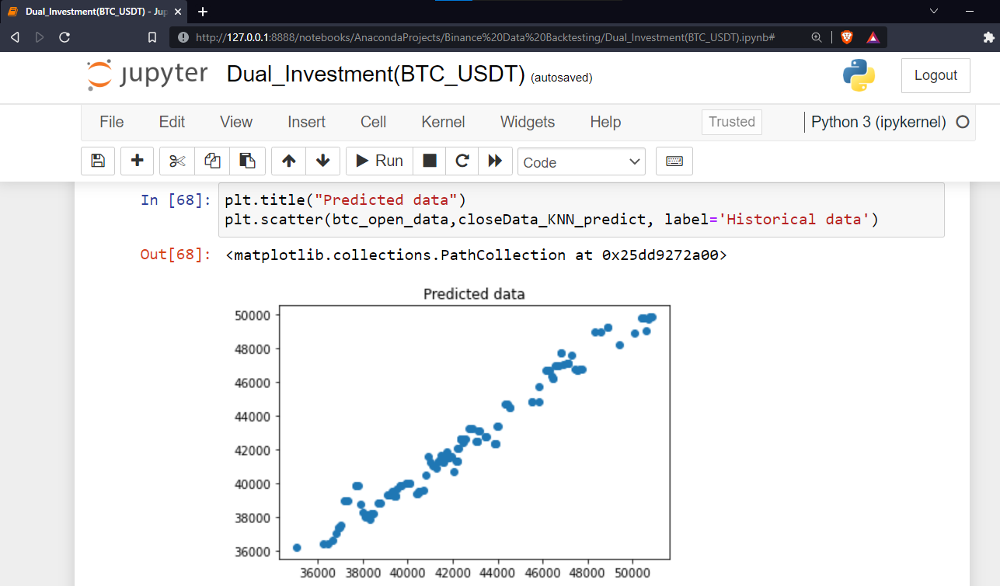 Dual_Investment(BTC_USDT) - Jup
http://127.0.0.1:8888/notebooks/AnacondaProjects/Binance%20Data%20Backtesting/Dual_Investment(BTC_USDT).ipynb#
jupyter Dual_Investment(BTC_USDT) (autosaved) Logout
File Edit View Insert Cell Kernel Widgets Help Trusted Python 3 (ipykernel)
Run Code
In [68]: plt.title("Predicted data")
plt.scatter(btc_open_data,closeData_KNN_predict, label='Historical data')
Out[68]: <matplotlib.collections.PathCollection at 0x25dd9272a00>
Predicted data
50000
48000
46000
44000
42000
40000
38000
36000
36000 38000 40000 42000 44000 46000 48000 50000